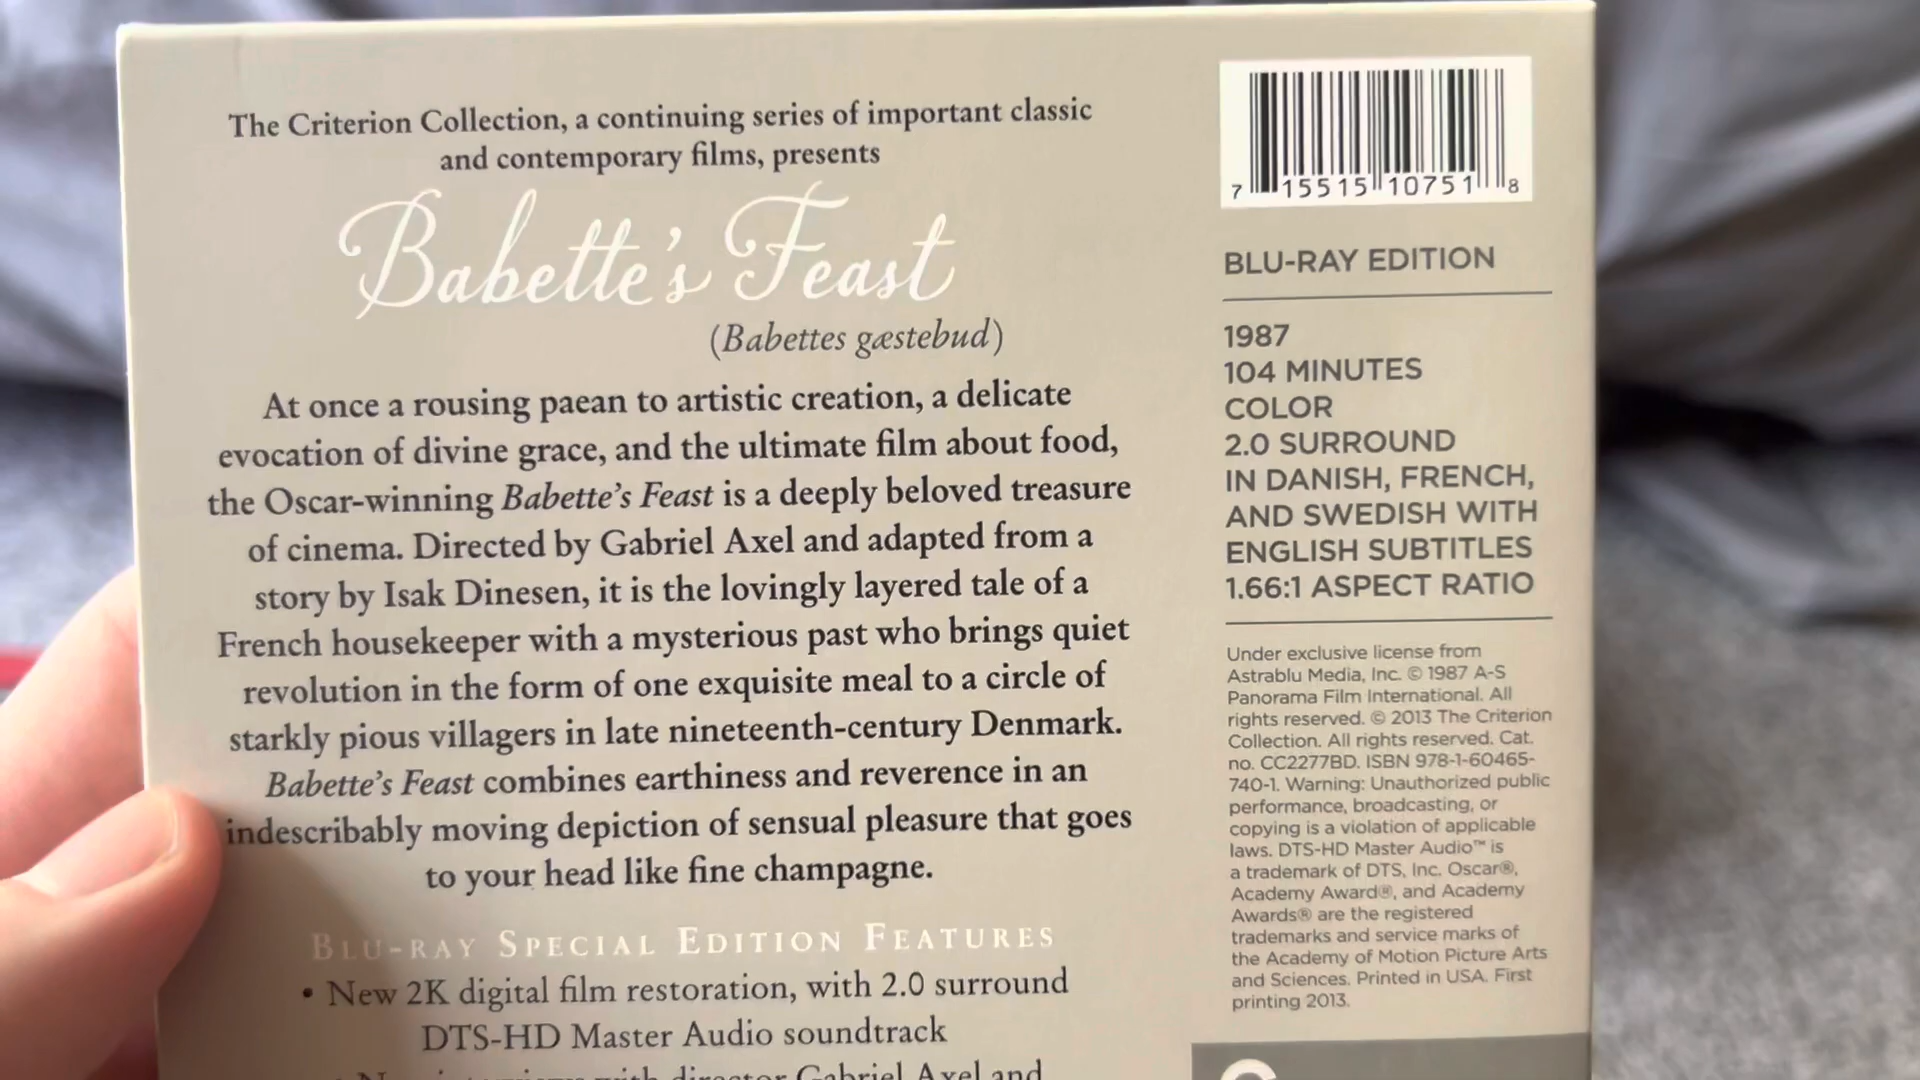 The Criterion Collection, a continuing series of important classic
and contemporary films, presents
Babette's Feast
(Babettes gæstebud)
At once a rousing paean to artistic creation, a delicate
evocation of divine grace, and the ultimate film about food,
the Oscar-winning Babette's Feast is a deeply beloved treasure
of cinema. Directed by Gabriel Axel and adapted from a
story by Isak Dinesen, it is the lovingly layered tale of a
French housekeeper with a mysterious past who brings quiet
revolution in the form of one exquisite meal to a circle of
starkly pious villagers in late nineteenth-century Denmark.
Babette's Feast combines earthiness and reverence in an
indescribably moving depiction of sensual pleasure that goes
to your head like fine champagne.
Blu-ray Special Edition Features
• New 2K digital film restoration, with 2.0 surround
DTS-HD Master Audio soundtrack
with director Gabriel Axel and
7 15515 10751 8
BLU-RAY EDITION
1987
104 MINUTES
COLOR
2.0 SURROUND
IN DANISH, FRENCH,
AND SWEDISH WITH
ENGLISH SUBTITLES
1.66:1 ASPECT RATIO
Under exclusive license from
Astrablu Media, Inc. © 1987 A-S
Panorama Film International. All
rights reserved. © 2013 The Criterion
Collection. All rights reserved. Cat.
no. CC2277BD. ISBN 978-1-60465-
740-1. Warning: Unauthorized public
performance, broadcasting, or
copying is a violation of applicable
laws. DTS-HD Master Audio™ is
a trademark of DTS, Inc. Oscar®,
Academy Award®, and Academy
Awards® are the registered
trademarks and service marks of
the Academy of Motion Picture Arts
and Sciences. Printed in USA. First
printing 2013.